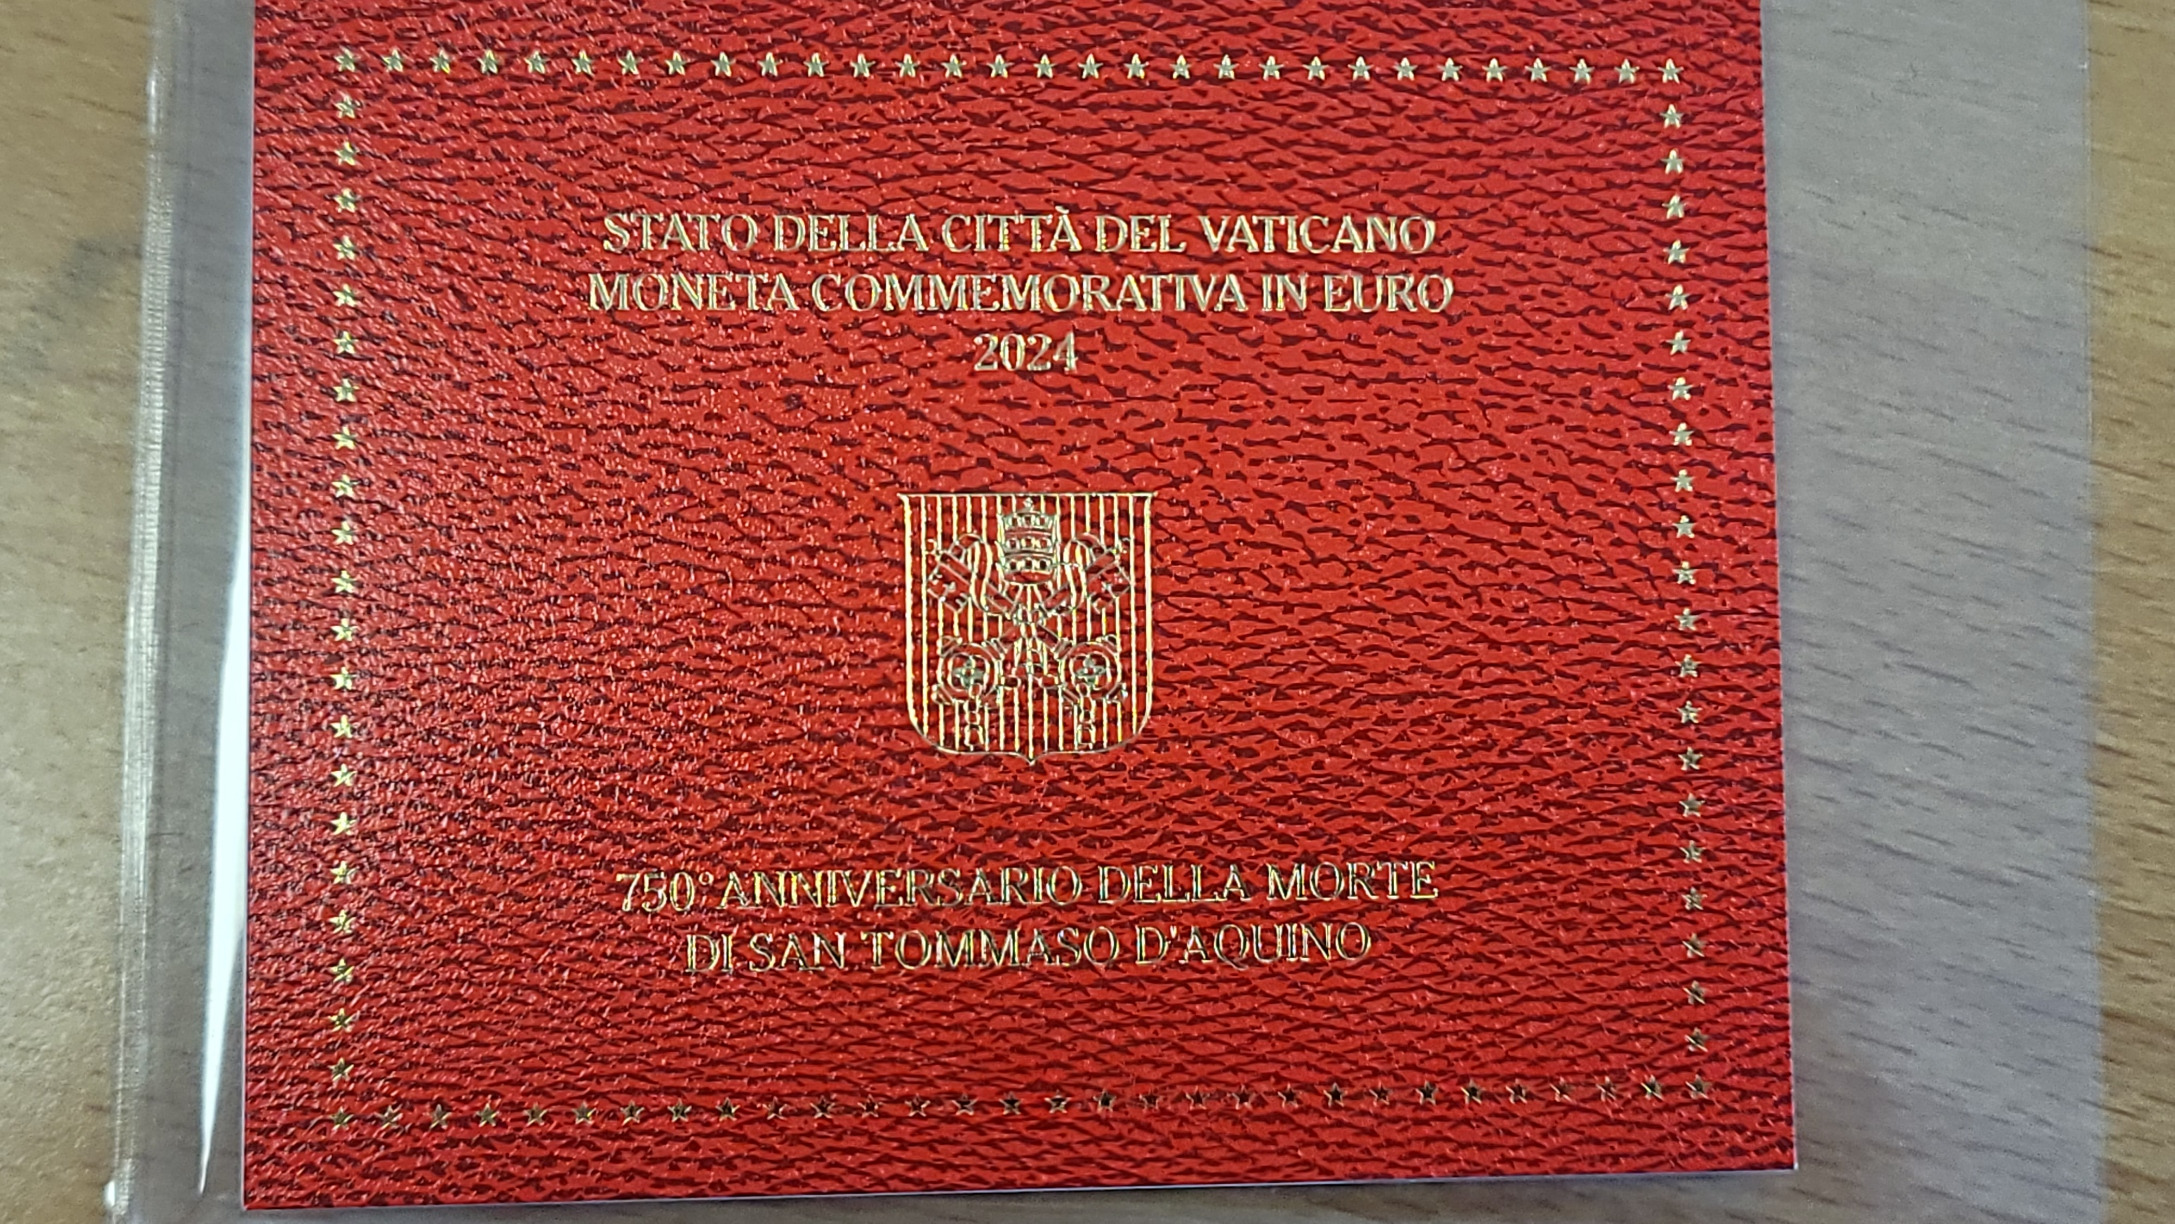 STATO DELLA CITTÀ DEL VATICANO
MONETA COMMEMORATIVA IN EURO
2024
750° ANNIVERSARIO DELLA MORTE
DI SAN TOMMASO D'AQUINO